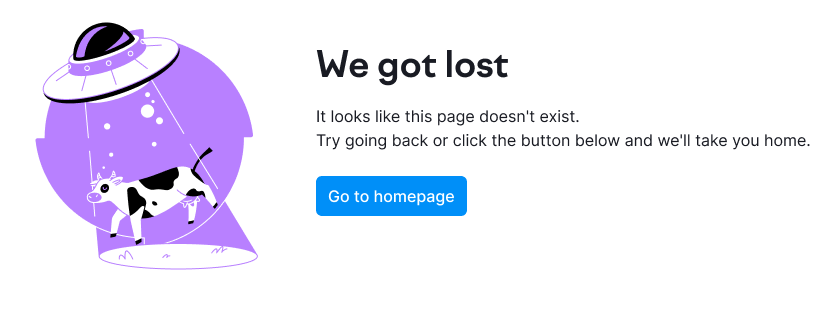 We got lost
It looks like this page doesn't exist.
Try going back or click the button below and we'll take you home.
Go to homepage